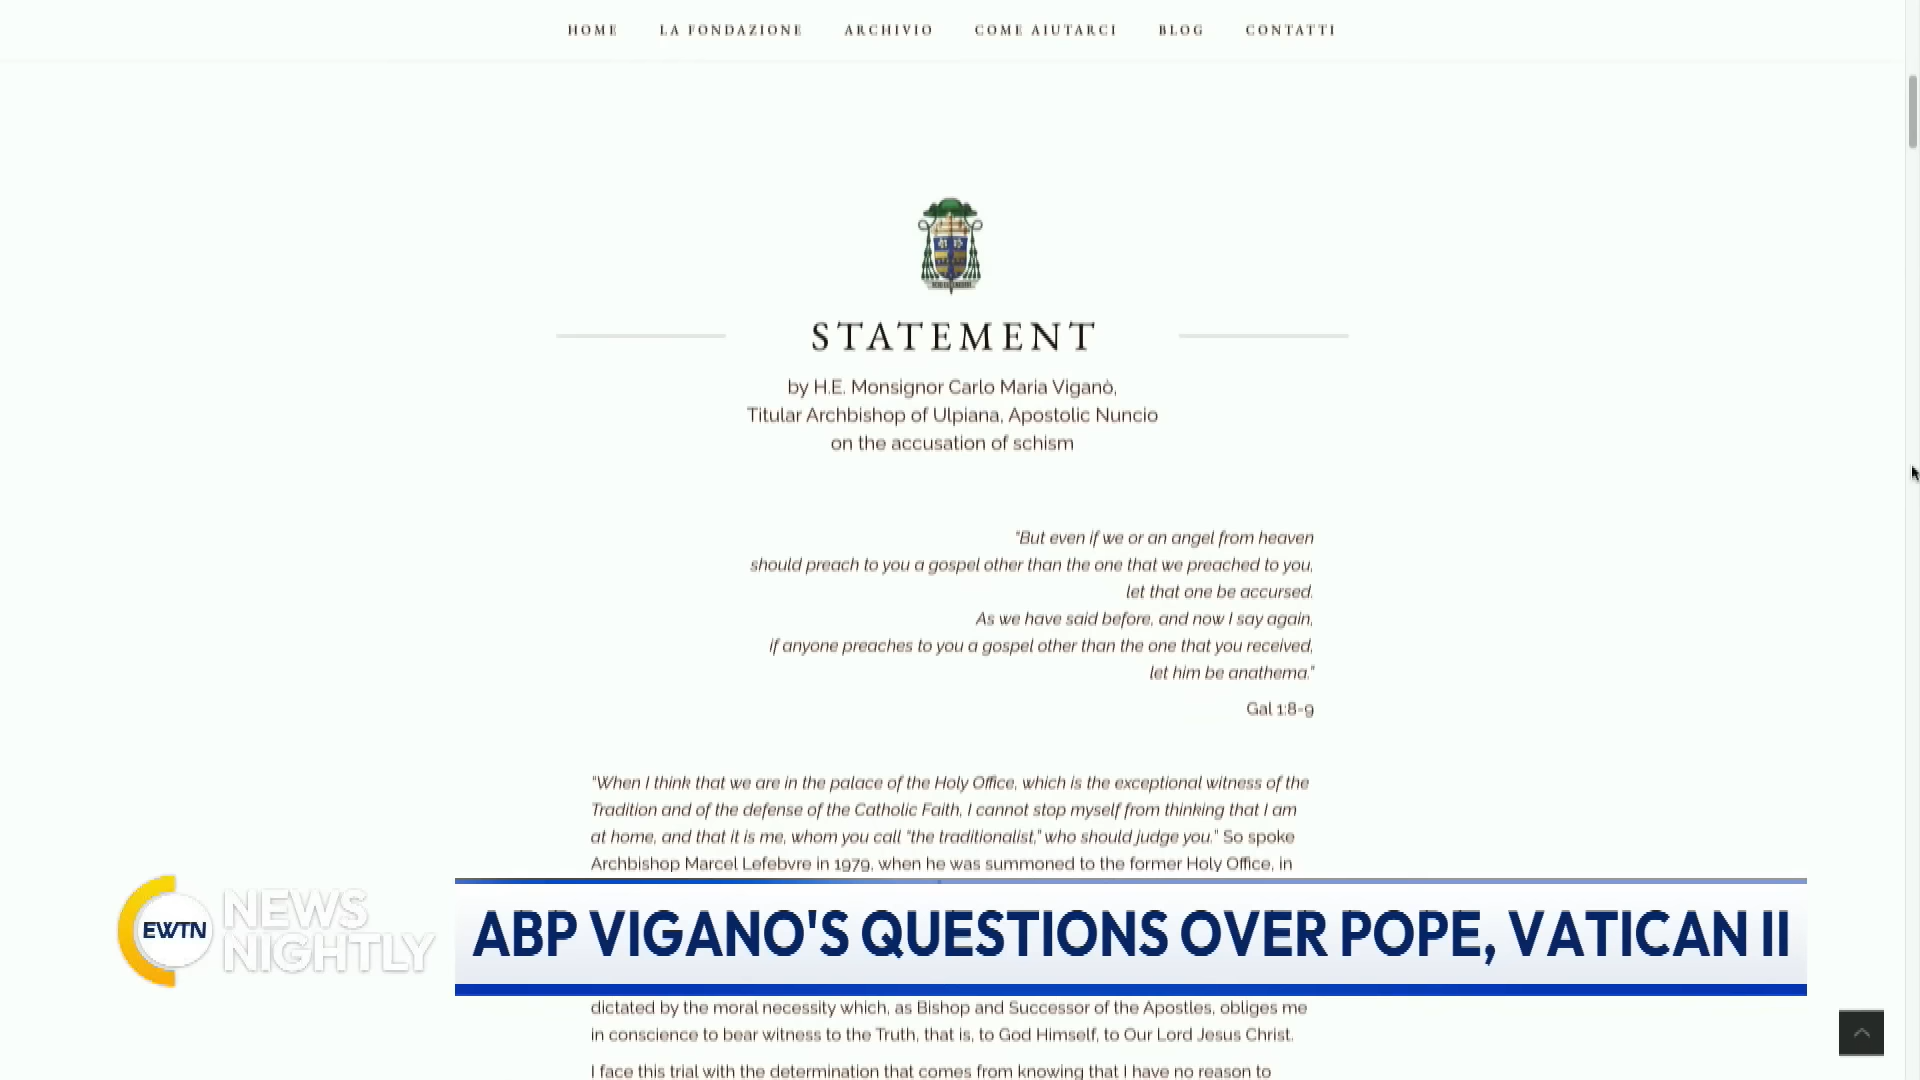 HOME LA FONDAZIONE ARCHIVIO COME AIUTARCI BLOG CONTATTI
STATEMENT
by H.E. Monsignor Carlo Maria Viganò,
Titular Archbishop of Ulpiana, Apostolic Nuncio
on the accusation of schism
"But even if we or an angel from heaven
should preach to you a gospel other than the one that we preached to you,
let that one be accursed.
As we have said before, and now I say again,
if anyone preaches to you a gospel other than the one that you received,
let him be anathema."
Gal 1:8-9
"When I think that we are in the palace of the Holy Office, which is the exceptional witness of the
Tradition and of the defense of the Catholic Faith, I cannot stop myself from thinking that I am
at home, and that it is me, whom you call "the traditionalist," who should judge you." So spoke
Archbishop Marcel Lefebvre in 1979, when he was summoned to the former Holy Office, in
EWTN NEWS
NIGHTLY
ABP VIGANO'S QUESTIONS OVER POPE, VATICAN II
dictated by the moral necessity which, as Bishop and Successor of the Apostles, obliges me
in conscience to bear witness to the Truth, that is, to God Himself, to Our Lord Jesus Christ.
I face this trial with the determination that comes from knowing that I have no reason to